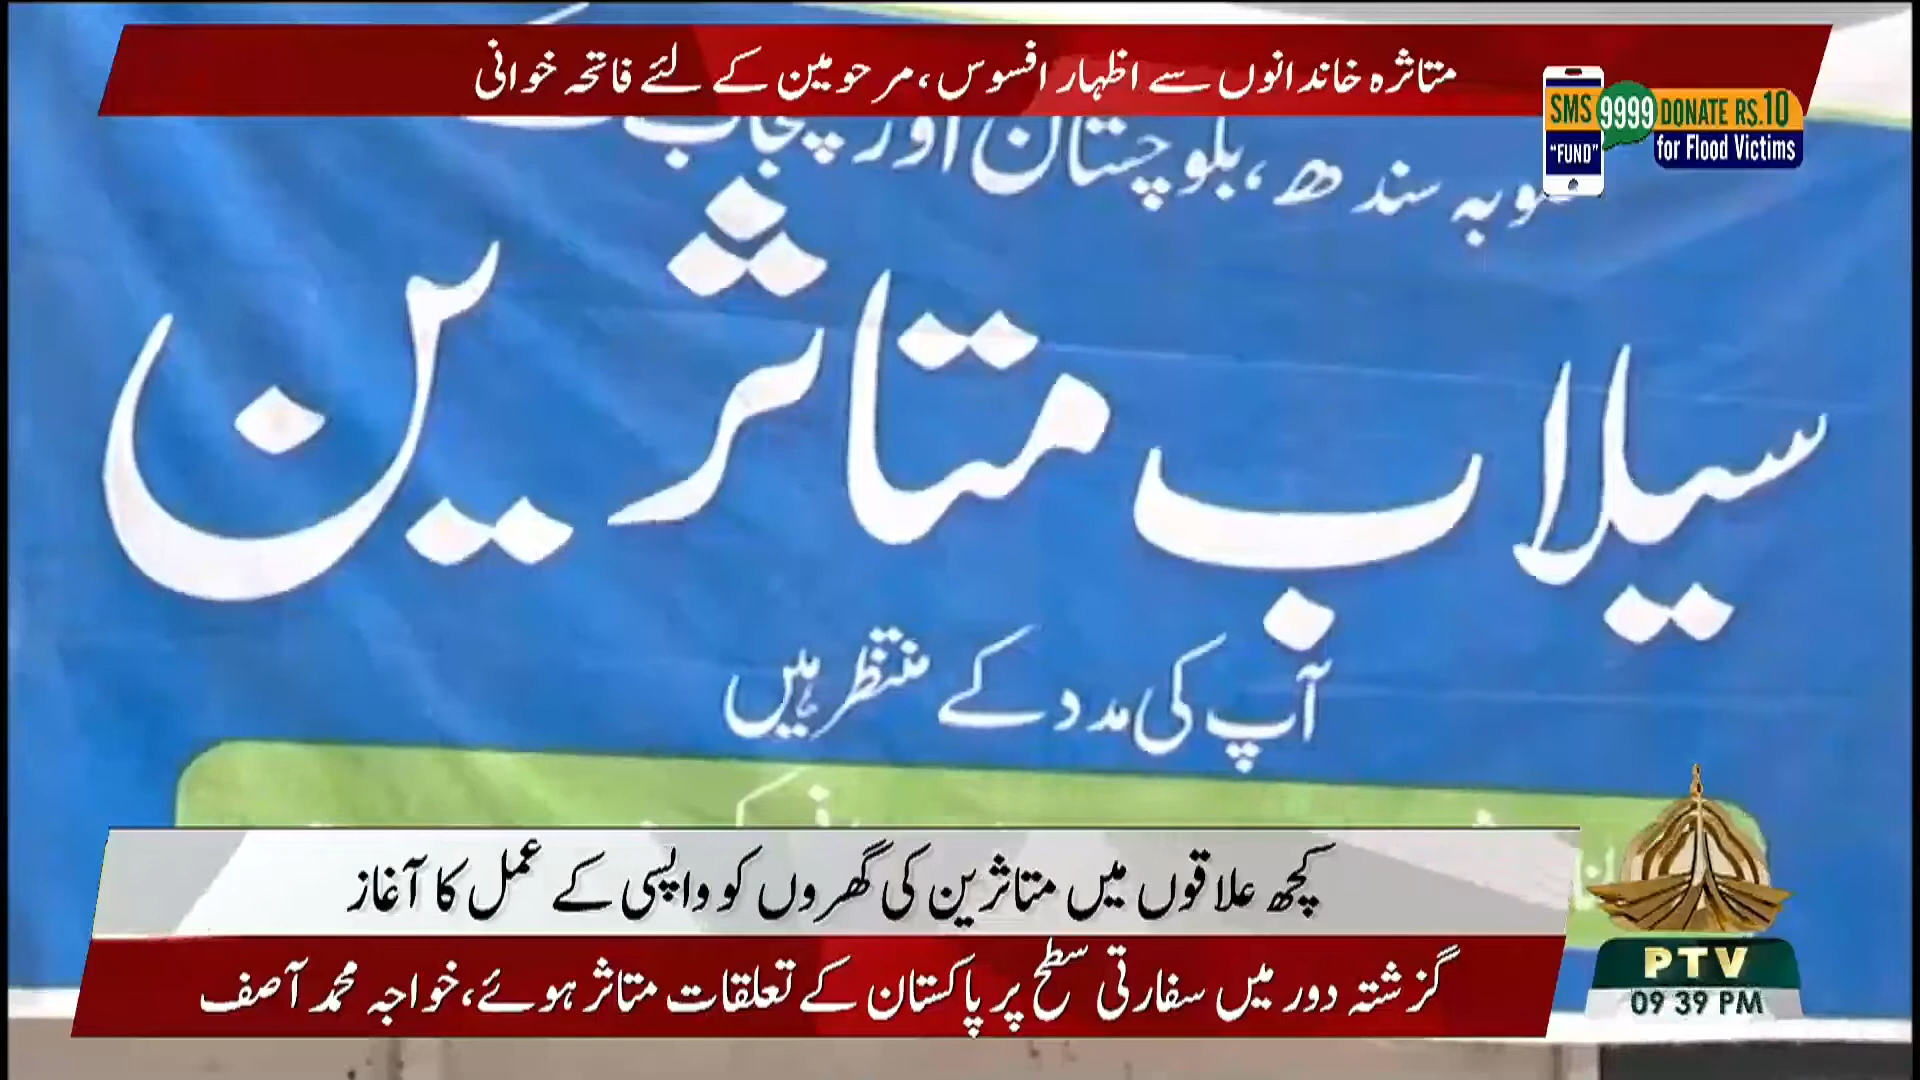 متاثرہ خاندانوں سے اظہار افسوس، مرحومین کے لئے فاتحہ خوانی
SMS 9999 DONATE RS.10
"FUND" for Flood Victims
صوبہ سندھ، بلوچستان اور پنجاب کے
سیلاب متاثرین
آپ کی مدد کے منتظر ہیں
کچھ علاقوں میں متاثرین کی گھروں کو واپسی کے عمل کا آغاز
گزشتہ دور میں سفارتی سطح پر پاکستان کے تعلقات متاثر ہوئے، خواجہ محمد آصف
PTV
09 39 PM